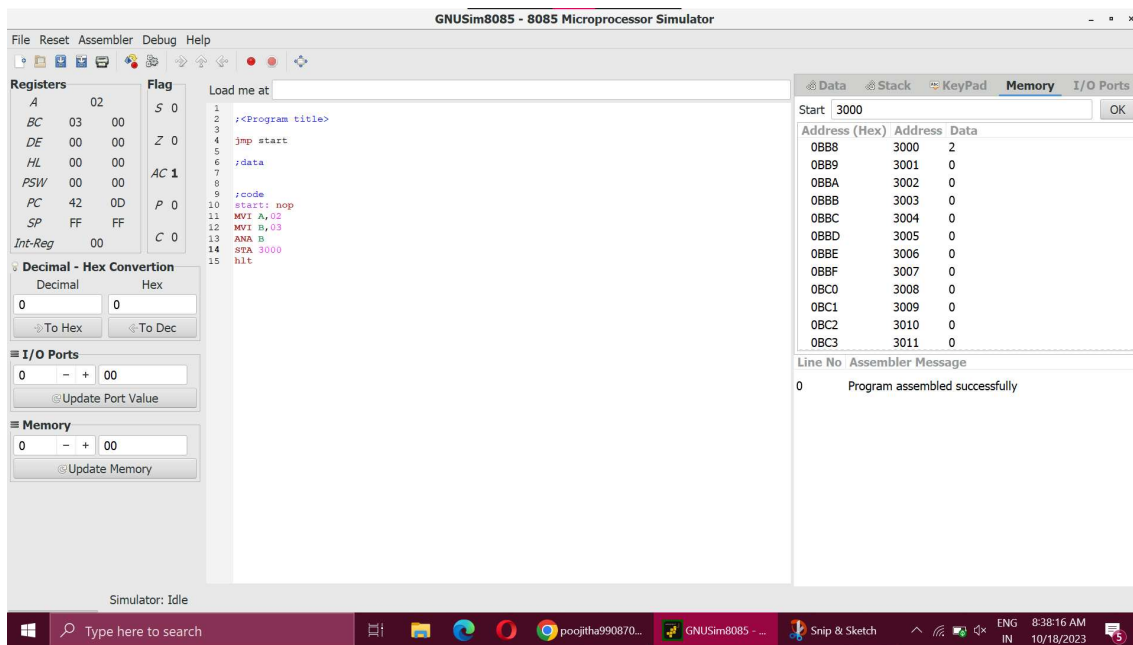 GNUSim8085 - 8085 Microprocessor Simulator
File Reset Assembler Debug Help
Registers
A 02
BC 03 00
DE 00 00
HL 00 00
PSW 00 00
PC 42 0D
SP FF FF
Int-Reg 00
Flag
S 0
Z 0
AC 1
P 0
C 0
Decimal - Hex Convertion
Decimal Hex
0 0
To Hex To Dec
I/O Ports
0 - + 00
Update Port Value
Memory
0 - + 00
Update Memory
Load me at
1
2 ;<Program title>
3
4 jmp start
5
6 ;data
7
8
9 ;code
10 start: nop
11 MVI A,02
12 MVI B,03
13 ANA B
14 STA 3000
15 hlt
Data Stack KeyPad Memory I/O Ports
Start 3000 OK
Address (Hex) Address Data
0BB8 3000 2
0BB9 3001 0
0BBA 3002 0
0BBB 3003 0
0BBC 3004 0
0BBD 3005 0
0BBE 3006 0
0BBF 3007 0
0BC0 3008 0
0BC1 3009 0
0BC2 3010 0
0BC3 3011 0
Line No Assembler Message
0 Program assembled successfully
Simulator: Idle
Type here to search
poojitha990870...
GNUSim8085 - ...
Snip & Sketch
ENG
IN
8:38:16 AM
10/18/2023
5